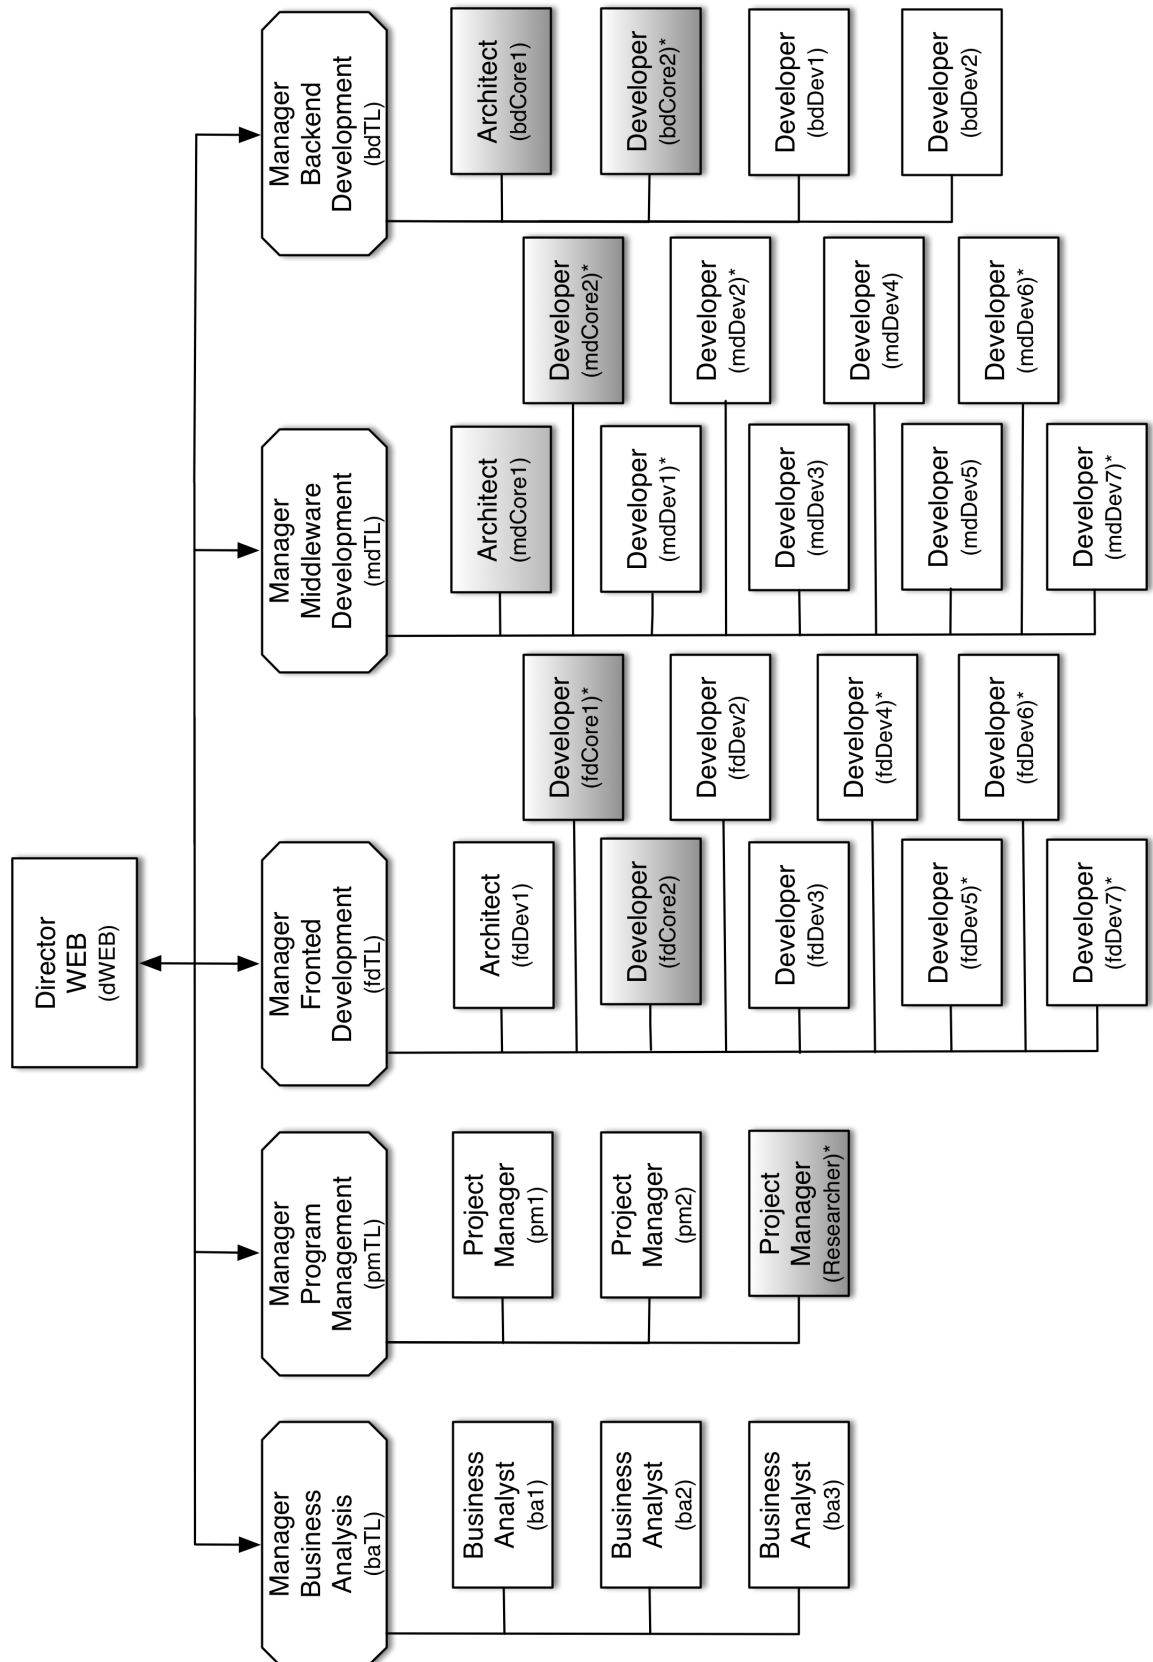 Director
WEB
(dWEB)
Manager
Business
Analysis
(baTL)
Manager
Program
Management
(pmTL)
Manager
Fronted
Development
(fdTL)
Manager
Middleware
Development
(mdTL)
Manager
Backend
Development
(bdTL)
Business
Analyst
(ba1)
Business
Analyst
(ba2)
Business
Analyst
(ba3)
Project
Manager
(pm1)
Project
Manager
(pm2)
Project
Manager
(Researcher)*
Architect
(fdDev1)
Developer
(fdCore1)*
Developer
(fdCore2)
Developer
(fdDev2)
Developer
(fdDev3)
Developer
(fdDev4)*
Developer
(fdDev5)*
Developer
(fdDev6)*
Developer
(fdDev7)*
Architect
(mdCore1)
Developer
(mdCore2)*
Developer
(mdDev1)*
Developer
(mdDev2)*
Developer
(mdDev3)
Developer
(mdDev4)
Developer
(mdDev5)
Developer
(mdDev6)*
Developer
(mdDev7)*
Architect
(bdCore1)
Developer
(bdCore2)*
Developer
(bdDev1)
Developer
(bdDev2)